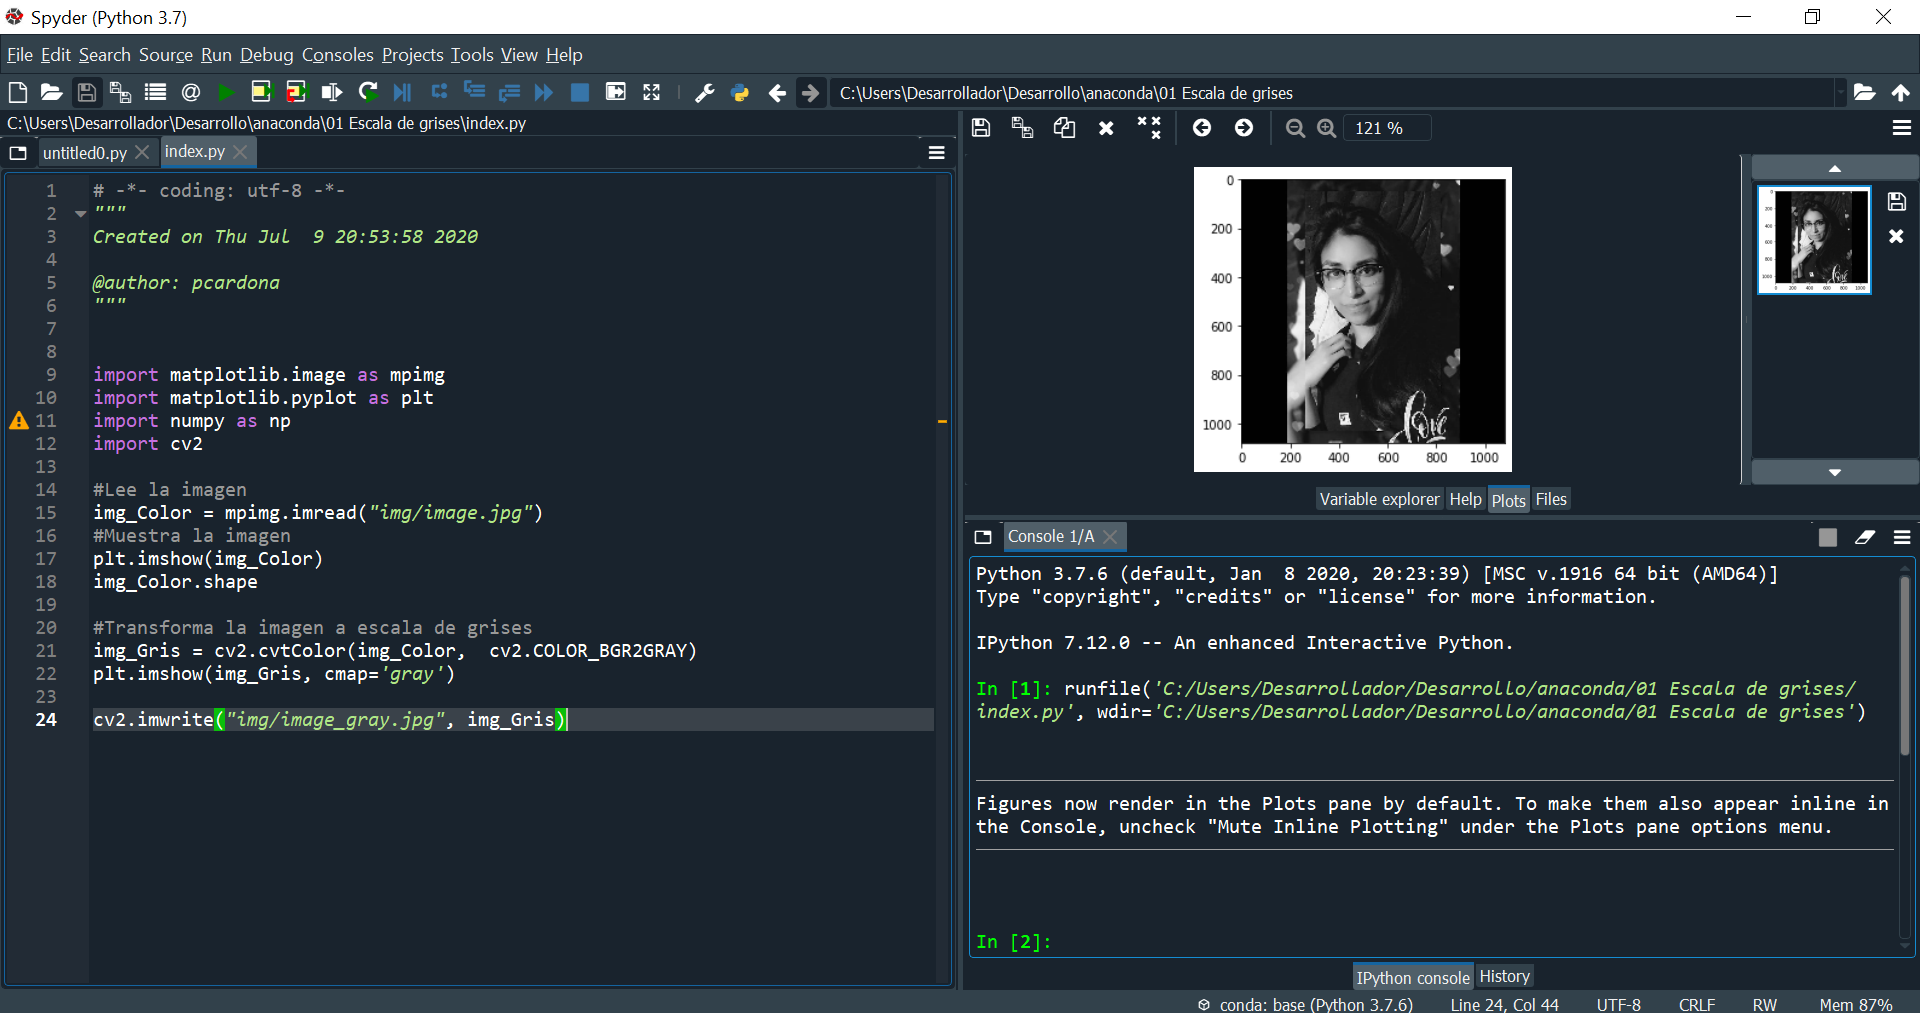 Spyder (Python 3.7)
File Edit Search Source Run Debug Consoles Projects Tools View Help
C:\Users\Desarrollador\Desarrollo\anaconda\01 Escala de grises
C:\Users\Desarrollador\Desarrollo\anaconda\01 Escala de grises\index.py
untitled0.py
index.py
1 # -*- coding: utf-8 -*-
2 """
3 Created on Thu Jul  9 20:53:58 2020
4
5 @author: pcardona
6 """
7
8
9 import matplotlib.image as mpimg
10 import matplotlib.pyplot as plt
11 import numpy as np
12 import cv2
13
14 #Lee la imagen
15 img_Color = mpimg.imread("img/image.jpg")
16 #Muestra la imagen
17 plt.imshow(img_Color)
18 img_Color.shape
19
20 #Transforma la imagen a escala de grises
21 img_Gris = cv2.cvtColor(img_Color,  cv2.COLOR_BGR2GRAY)
22 plt.imshow(img_Gris, cmap='gray')
23
24 cv2.imwrite("img/image_gray.jpg", img_Gris)
121 %
0
200
400
600
800
1000
0 200 400 600 800 1000
Love
Variable explorer Help Plots Files
Console 1/A
Python 3.7.6 (default, Jan  8 2020, 20:23:39) [MSC v.1916 64 bit (AMD64)]
Type "copyright", "credits" or "license" for more information.
IPython 7.12.0 -- An enhanced Interactive Python.
In [1]: runfile('C:/Users/Desarrollador/Desarrollo/anaconda/01 Escala de grises/
index.py', wdir='C:/Users/Desarrollador/Desarrollo/anaconda/01 Escala de grises')
Figures now render in the Plots pane by default. To make them also appear inline in
the Console, uncheck "Mute Inline Plotting" under the Plots pane options menu.
In [2]:
IPython console History
conda: base (Python 3.7.6) Line 24, Col 44 UTF-8 CRLF RW Mem 87%